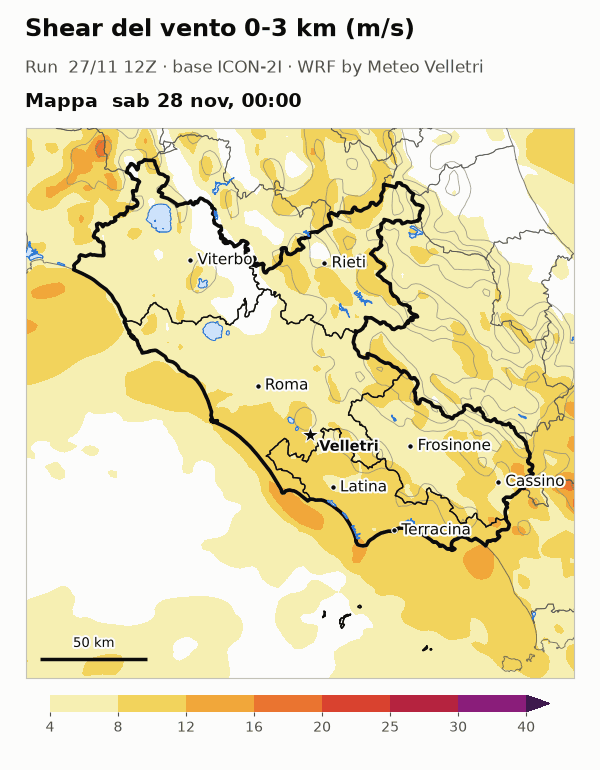 Shear del vento 0-3 km (m/s)
Run  27/11 12Z · base ICON-2I · WRF by Meteo Velletri
Mappa  sab 28 nov, 00:00
Viterbo
Rieti
Roma
Velletri
Frosinone
Latina
Cassino
Terracina
50 km
4 8 12 16 20 25 30 40